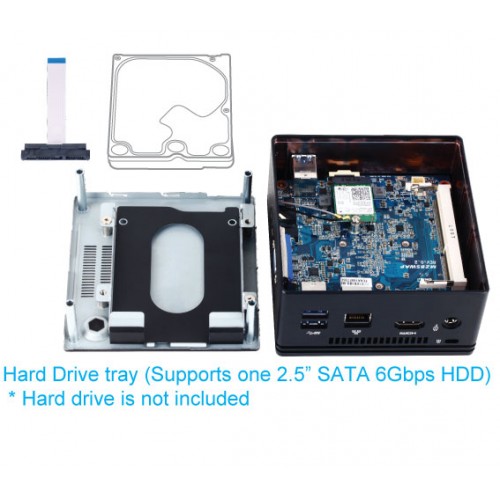 Hard Drive tray (Supports one 2.5” SATA 6Gbps HDD)
* Hard drive is not included